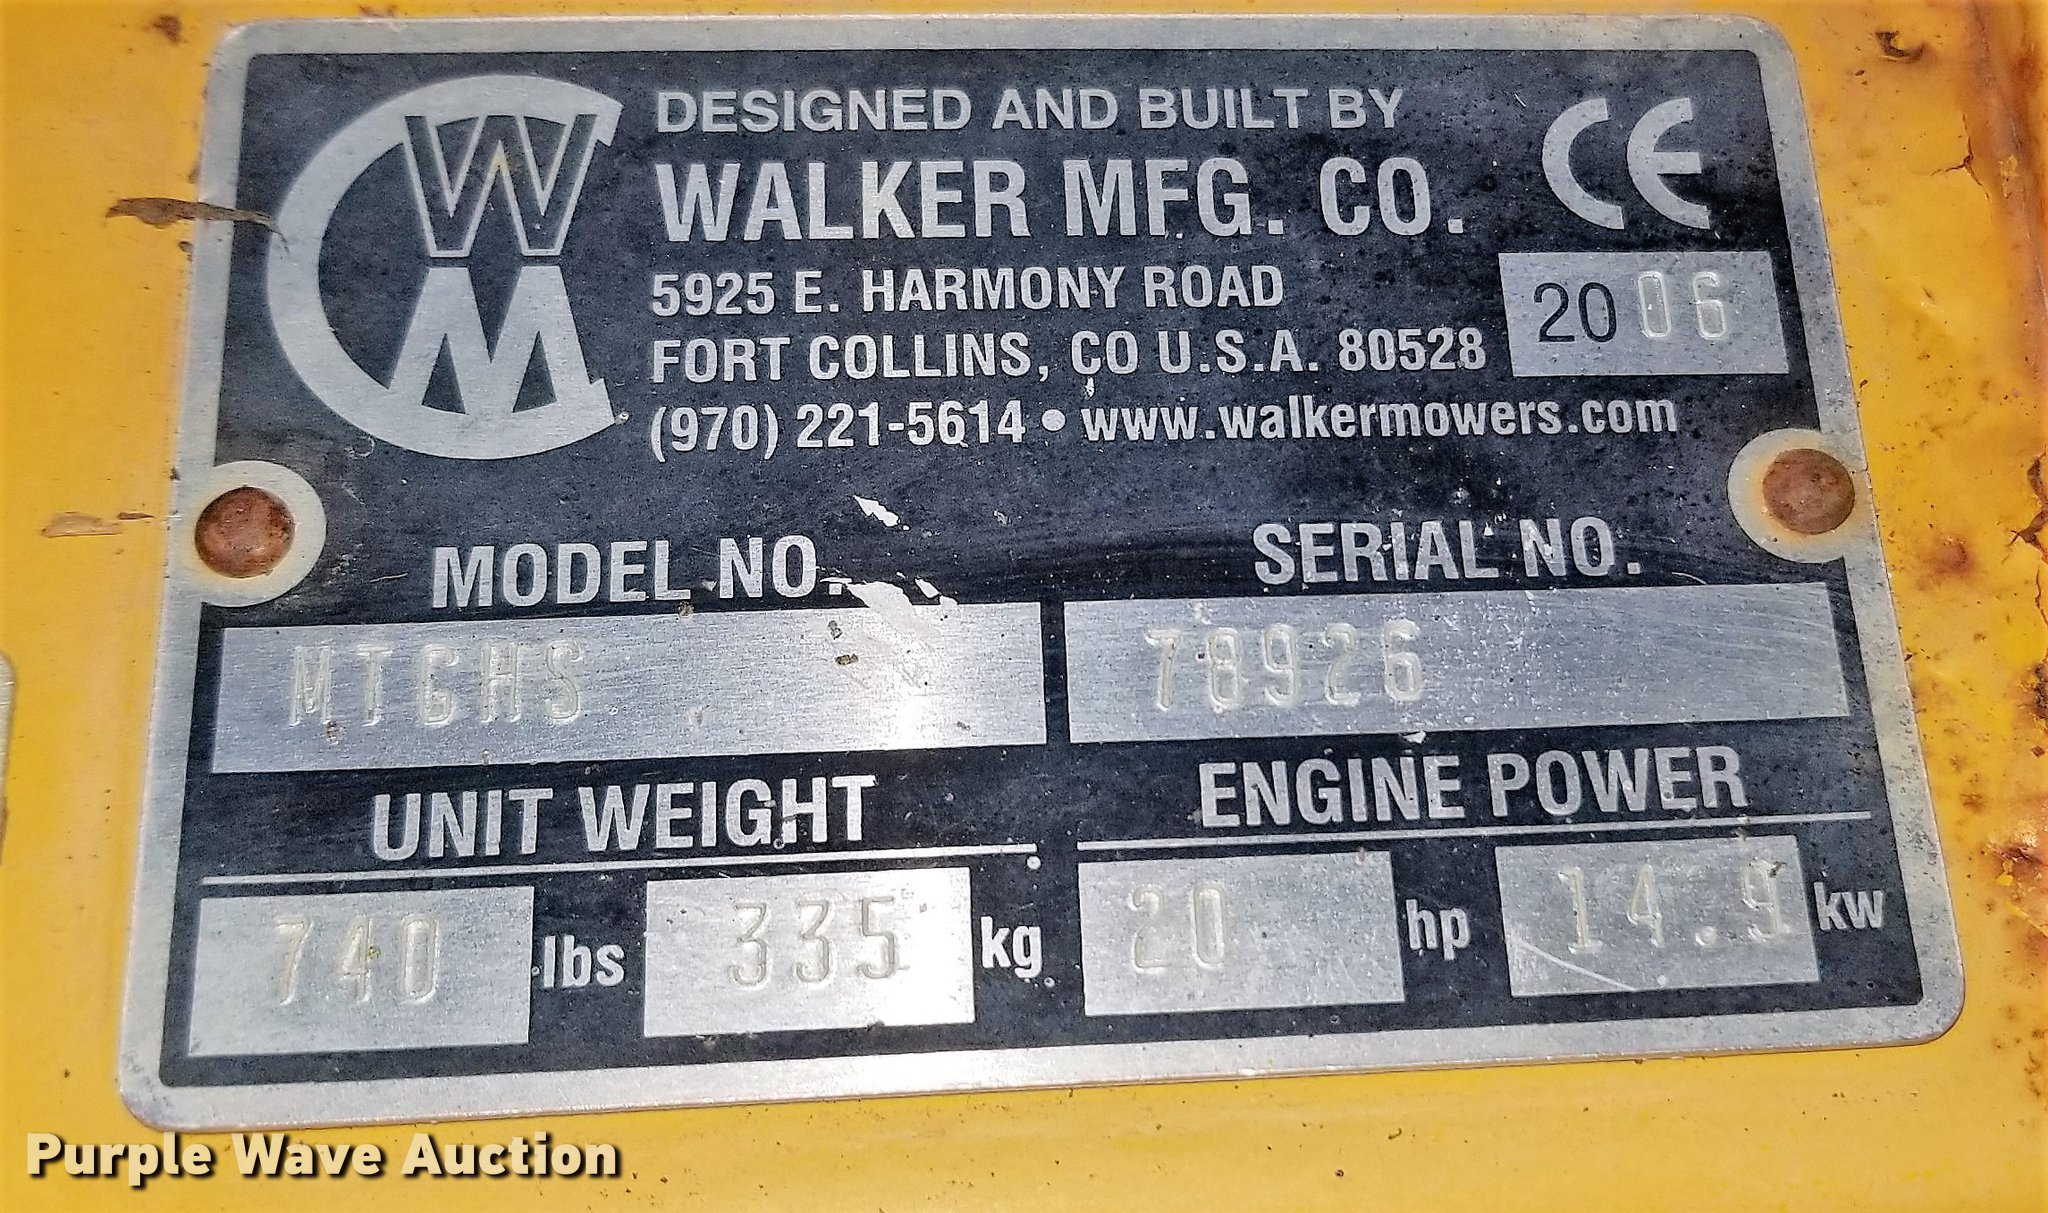 WM
DESIGNED AND BUILT BY
WALKER MFG. CO.
CE
5925 E. HARMONY ROAD
2006
FORT COLLINS, CO U.S.A. 80528
(970) 221-5614 • www.walkermowers.com
MODEL NO. SERIAL NO.
MTGHS 78926
UNIT WEIGHT ENGINE POWER
740 lbs 335 kg 20 hp 14.9 kw
Purple Wave Auction